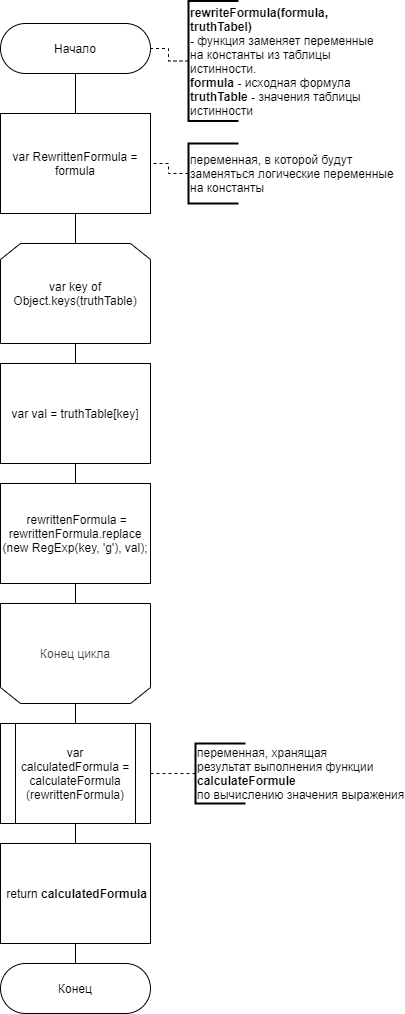 Начало
rewriteFormula(formula,
truthTabel)
- функция заменяет переменные
на константы из таблицы
истинности.
formula - исходная формула
truthTable - значения таблицы
истинности
var RewrittenFormula =
formula
переменная, в которой будут
заменяться логические переменные
на константы
var key of
Object.keys(truthTable)
var val = truthTable[key]
rewrittenFormula =
rewrittenFormula.replace
(new RegExp(key, 'g'), val);
Конец цикла
var
calculatedFormula =
calculateFormula
(rewrittenFormula)
переменная, хранящая
результат выполнения функции
calculateFormule
по вычислению значения выражения
return calculatedFormula
Конец